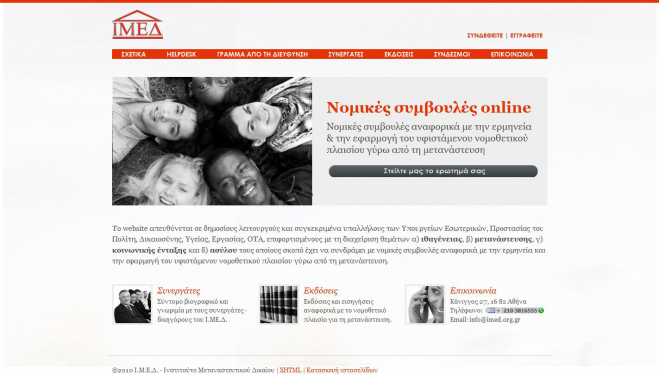 ΙΜΕΔ
ΣΥΝΔΕΘΕΙΤΕ | ΕΓΓΡΑΦΕΙΤΕ
ΣΧΕΤΙΚΑ HELPDESK ΓΡΑΜΜΑ ΑΠΟ ΤΗ ΔΙΕΥΘΥΝΣΗ ΣΥΝΕΡΓΑΤΕΣ ΕΚΔΟΣΕΙΣ ΣΥΝΔΕΣΜΟΙ ΕΠΙΚΟΙΝΩΝΙΑ
Νομικές συμβουλές online
Νομικές συμβουλές αναφορικά με την ερμηνεία
& την εφαρμογή του υφιστάμενου νομοθετικού
πλαισίου γύρω από τη μετανάστευση
Στείλτε μας το ερώτημά σας
Το website απευθύνεται σε δημοσίους λειτουργούς και συγκεκριμένα υπαλλήλους των Υπουργείων Εσωτερικών, Προστασίας του
Πολίτη, Δικαιοσύνης, Υγείας, Εργασίας, ΟΤΑ, επιφορτισμένους με τη διαχείριση θεμάτων α) ιθαγένειας, β) μετανάστευσης, γ)
κοινωνικής ένταξης και δ) ασύλου τους οποίους σκοπό έχει να συνδράμει με νομικές συμβουλές αναφορικά με την ερμηνεία και
την εφαρμογή του υφιστάμενου νομοθετικού πλαισίου γύρω από τη μετανάστευση.
Συνεργάτες
Σύντομο βιογραφικό και
γνωριμία με τους συνεργάτες -
δικηγόρους του Ι.ΜΕ.Δ.
Εκδόσεις
Εκδόσεις και εισηγήσεις
αναφορικά με το νομοθετικό
πλαίσιο για τη μετανάστευση.
Επικοινωνία
Κάνιγγος 27, 16 82 Αθήνα
Τηλέφωνο: + 210 3816555
Email: info@imed.org.gr
©2010 Ι.Μ.Ε.Δ. - Ινστιτούτο Μεταναστευτικού Δικαίου | XHTML | Κατασκευή ιστοσελίδων